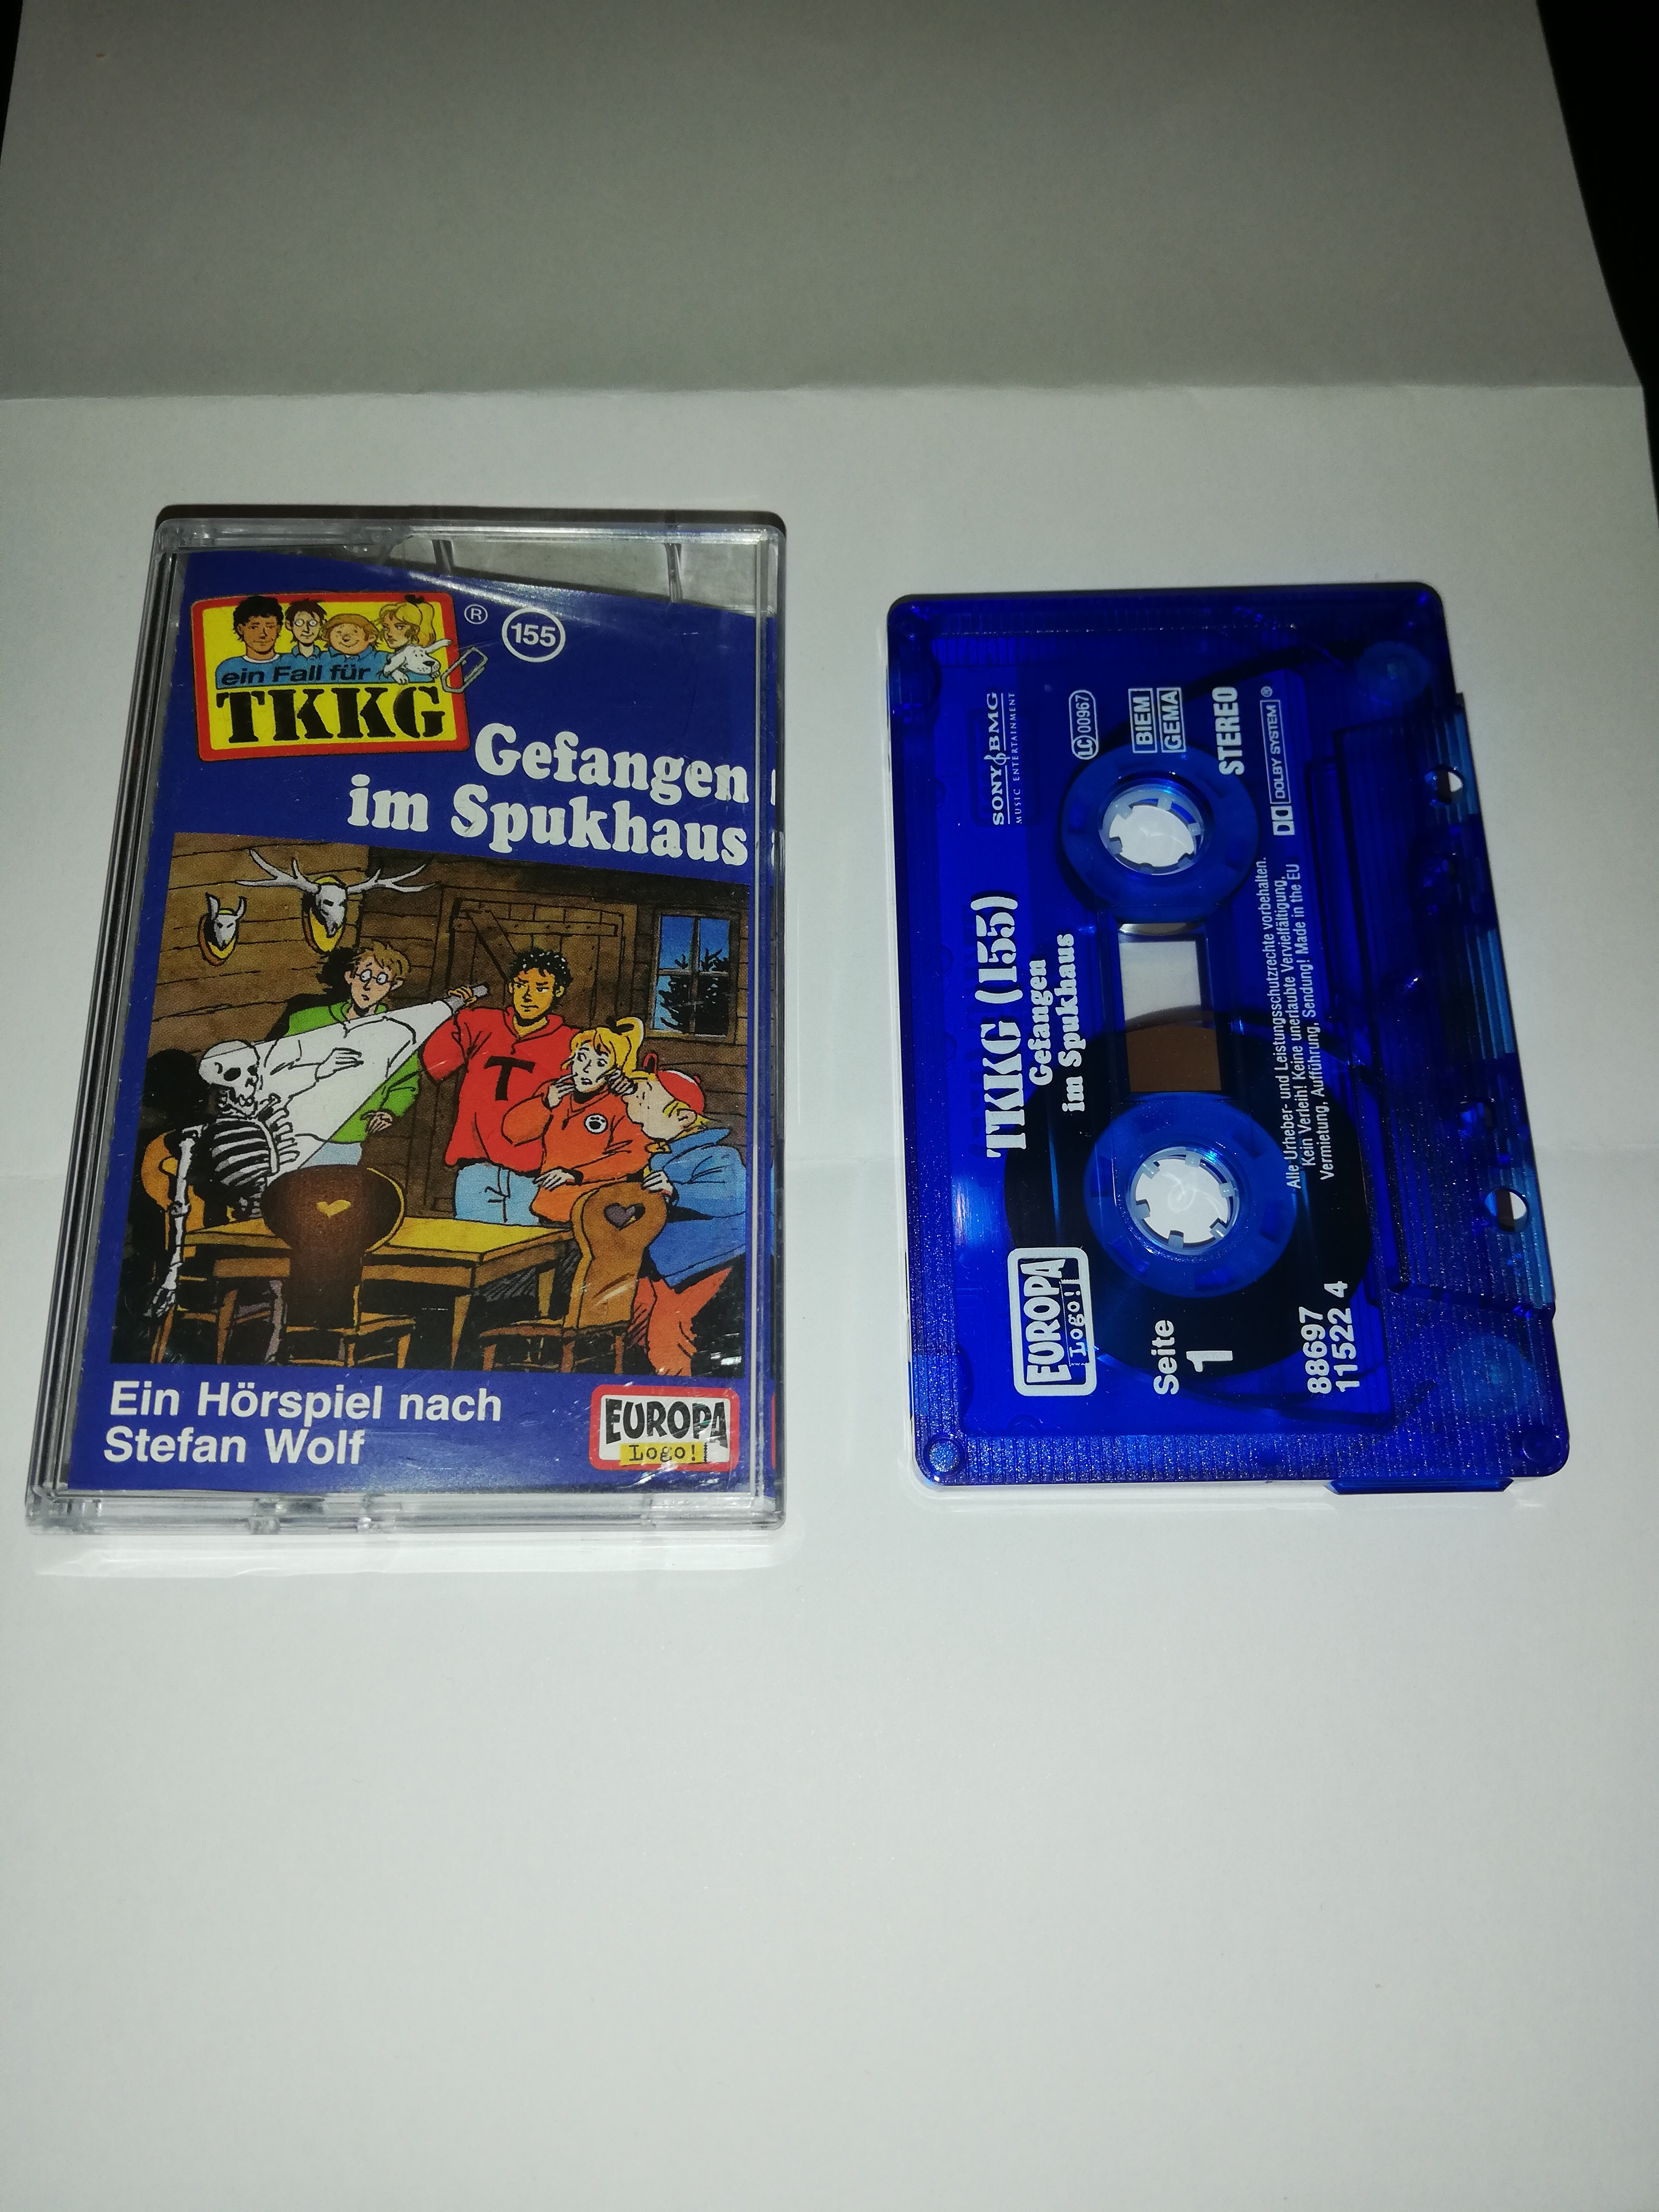 ein Fall für
TKKG
®
155
Gefangen
im Spukhaus
T
Ein Hörspiel nach
Stefan Wolf
EUROPA
Logo!
SONY BMG
MUSIC ENTERTAINMENT
LC 00967
BIEM
GEMA
STEREO
DOLBY SYSTEM ®
TKKG (155)
Gefangen
im Spukhaus
Alle Urheber- und Leistungsschutzrechte vorbehalten.
Kein Verleih! Keine unerlaubte Vervielfältigung,
Vermietung, Aufführung, Sendung! Made in the EU
EUROPA
Logo!
Seite
1
88697
11522 4